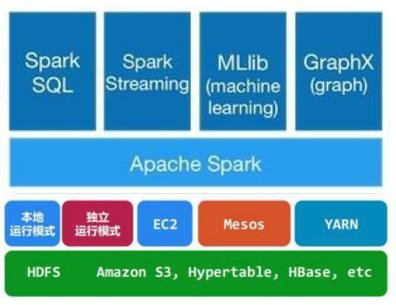 Spark
SQL
Spark
Streaming
MLlib
(machine
learning)
GraphX
(graph)
Apache Spark
本地
运行模式
独立
运行模式
EC2
Mesos
YARN
HDFS Amazon S3, Hypertable, HBase, etc